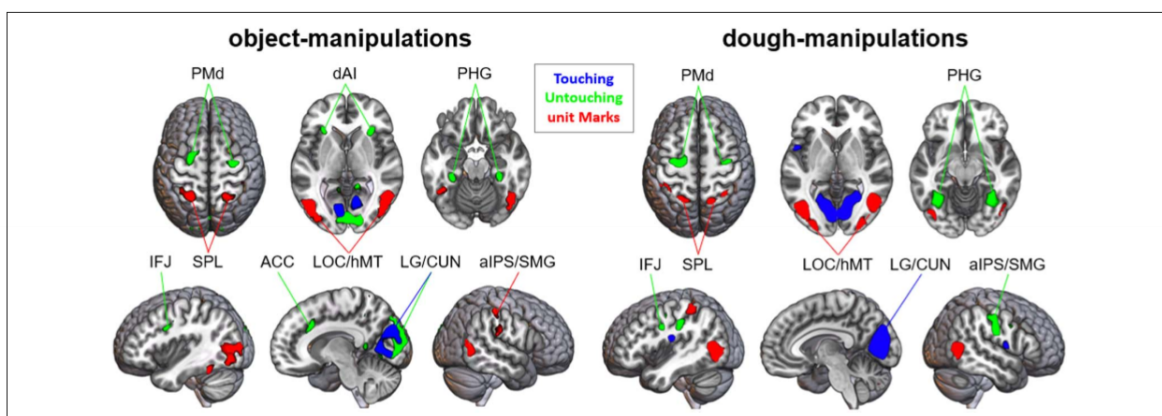 object-manipulations
dough-manipulations
PMd
dAI
PHG
Touching
Untouching
unit Marks
PMd
PHG
IFJ
SPL
ACC
LOC/hMT
LG/CUN
aIPS/SMG
IFJ
SPL
LOC/hMT
LG/CUN
aIPS/SMG